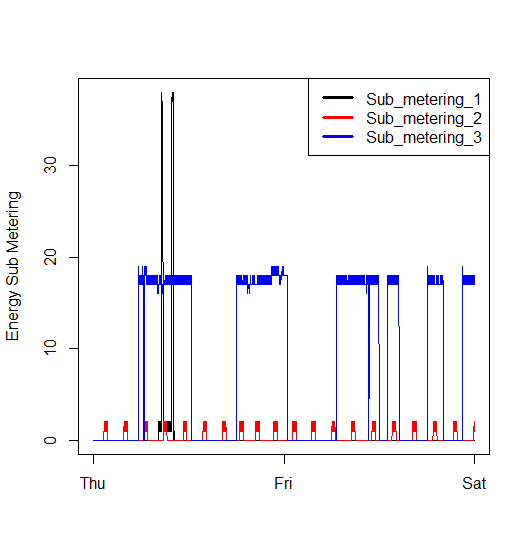 Sub_metering_1
Sub_metering_2
Sub_metering_3
Energy Sub Metering
30
20
10
0
Thu Fri Sat